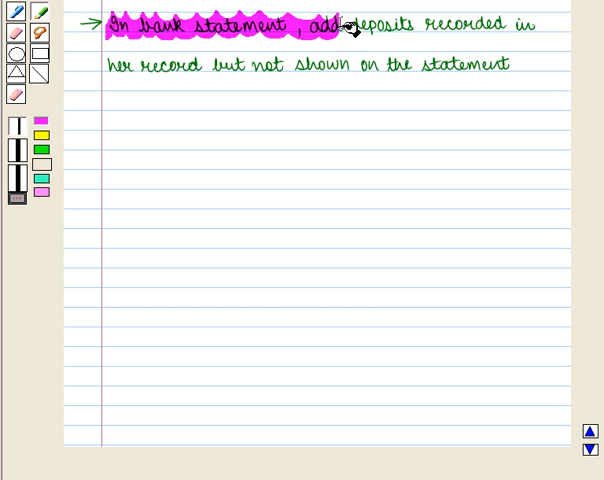 → In bank statement, add deposits recorded in
her record but not shown on the statement